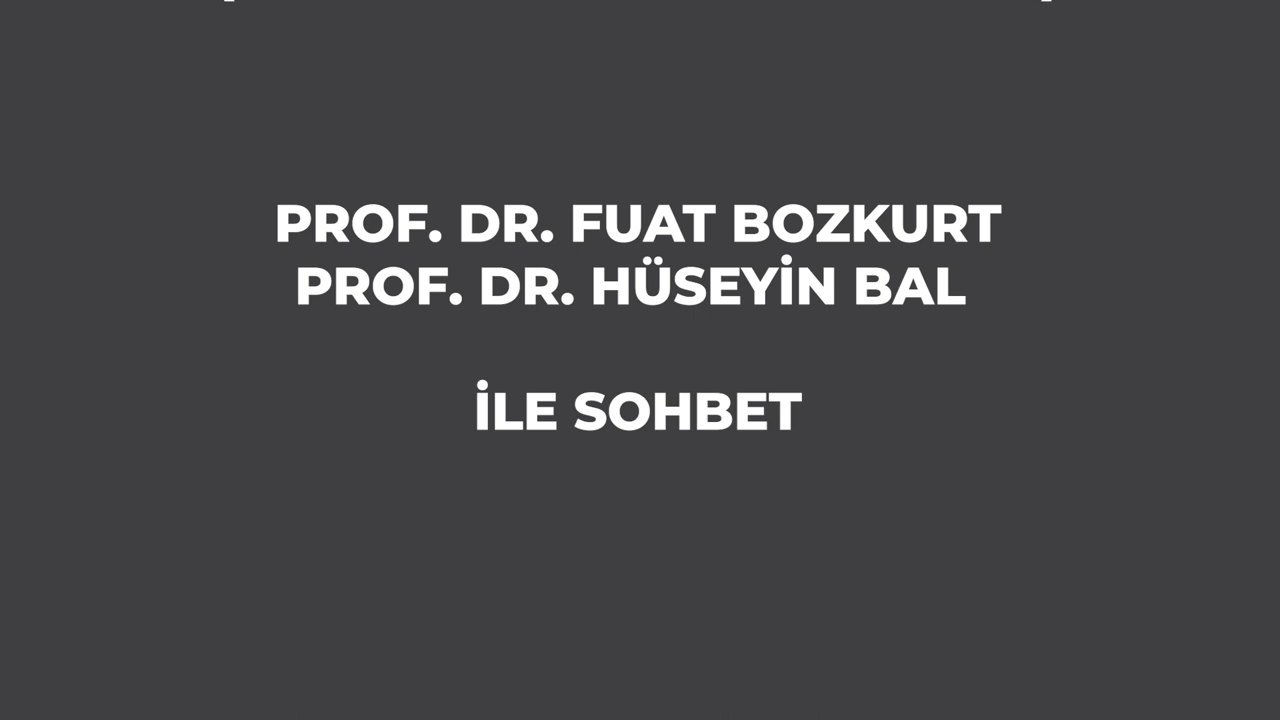 PROF. DR. FUAT BOZKURT
PROF. DR. HÜSEYİN BAL
İLE SOHBET